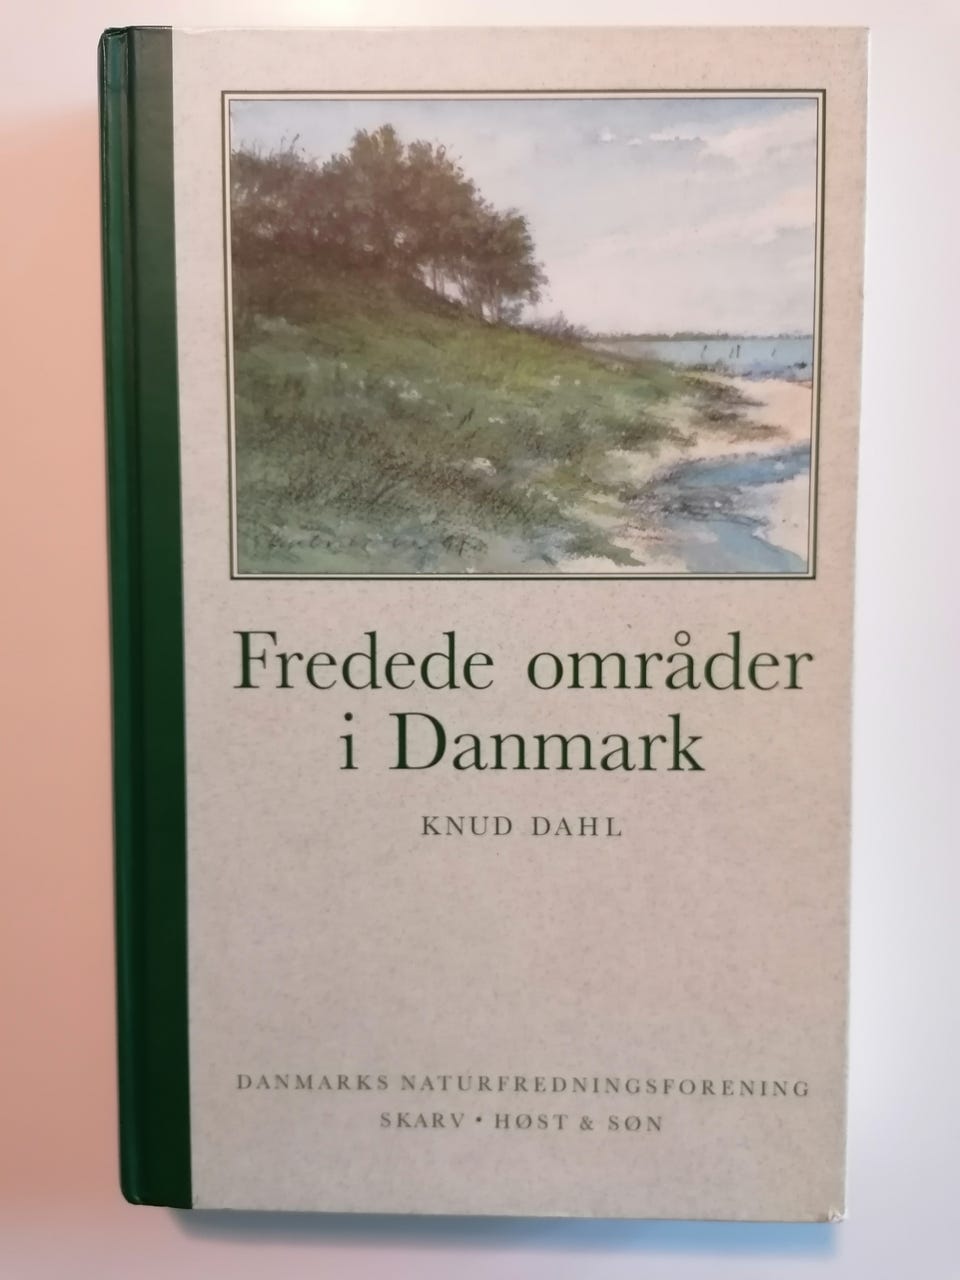 Fredede områder
i Danmark
KNUD DAHL
DANMARKS NATURFREDNINGSFORENING
SKARV • HØST & SØN